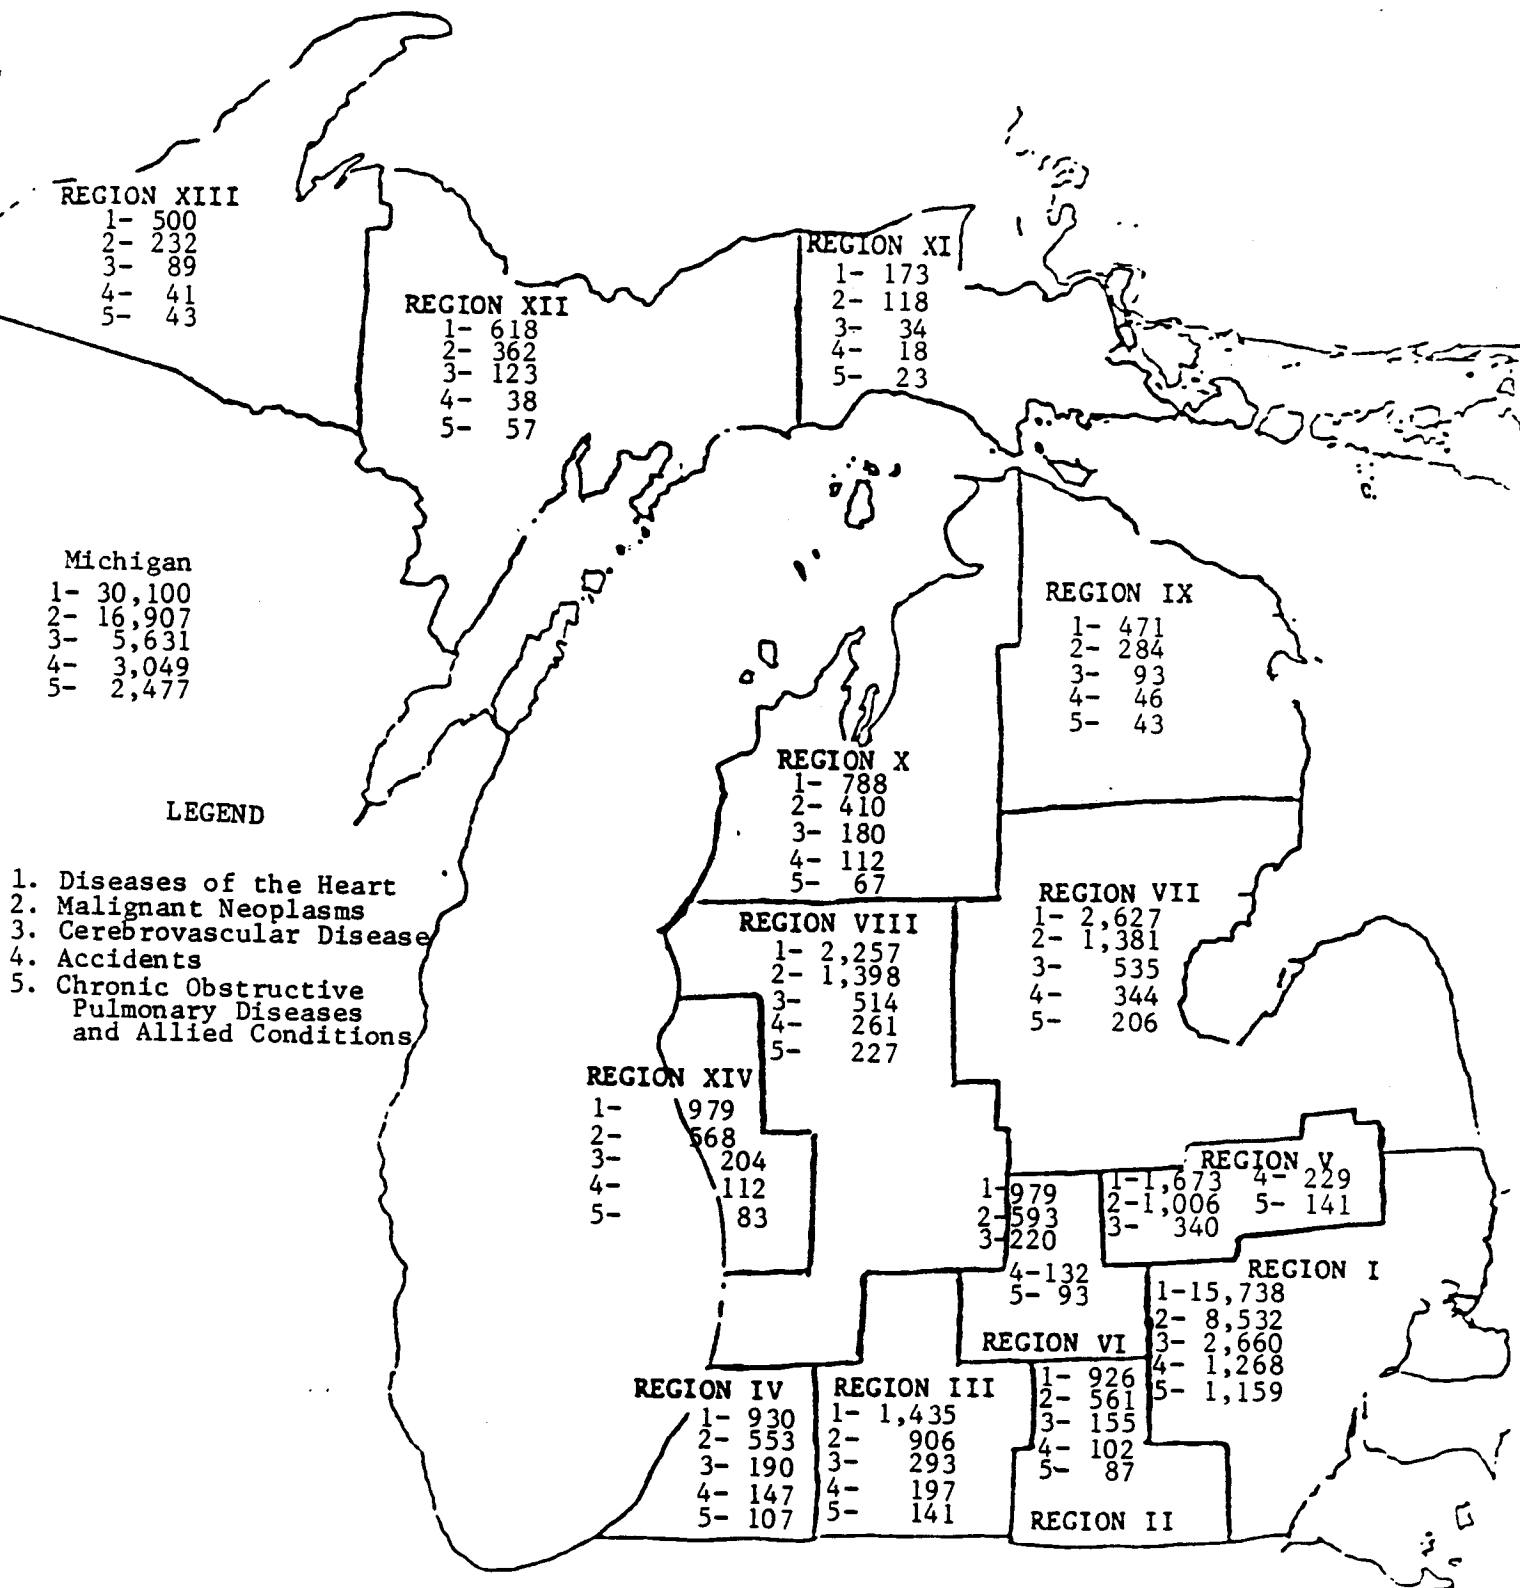 REGION XIII
1- 500
2- 232
3- 89
4- 41
5- 43
REGION XII
1- 618
2- 362
3- 123
4- 38
5- 57
REGION XI
1- 173
2- 118
3- 34
4- 18
5- 23
Michigan
1- 30,100
2- 16,907
3- 5,631
4- 3,049
5- 2,477
REGION IX
1- 471
2- 284
3- 93
4- 46
5- 43
REGION X
1- 788
2- 410
3- 180
4- 112
5- 67
LEGEND
1. Diseases of the Heart
2. Malignant Neoplasms
3. Cerebrovascular Disease
4. Accidents
5. Chronic Obstructive
Pulmonary Diseases
and Allied Conditions
REGION VIII
1- 2,257
2- 1,398
3- 514
4- 261
5- 227
REGION VII
1- 2,627
2- 1,381
3- 535
4- 344
5- 206
REGION XIV
1- 979
2- 568
3- 204
4- 112
5- 83
REGION V
1-1,673 4- 229
2-1,006 5- 141
3- 340
1-979
2-593
3-220
4-132
5- 93
REGION VI
REGION I
1-15,738
2- 8,532
3- 2,660
4- 1,268
5- 1,159
REGION IV
1- 930
2- 553
3- 190
4- 147
5- 107
REGION III
1- 1,435
2- 906
3- 293
4- 197
5- 141
1- 926
2- 561
3- 155
4- 102
5- 87
REGION II